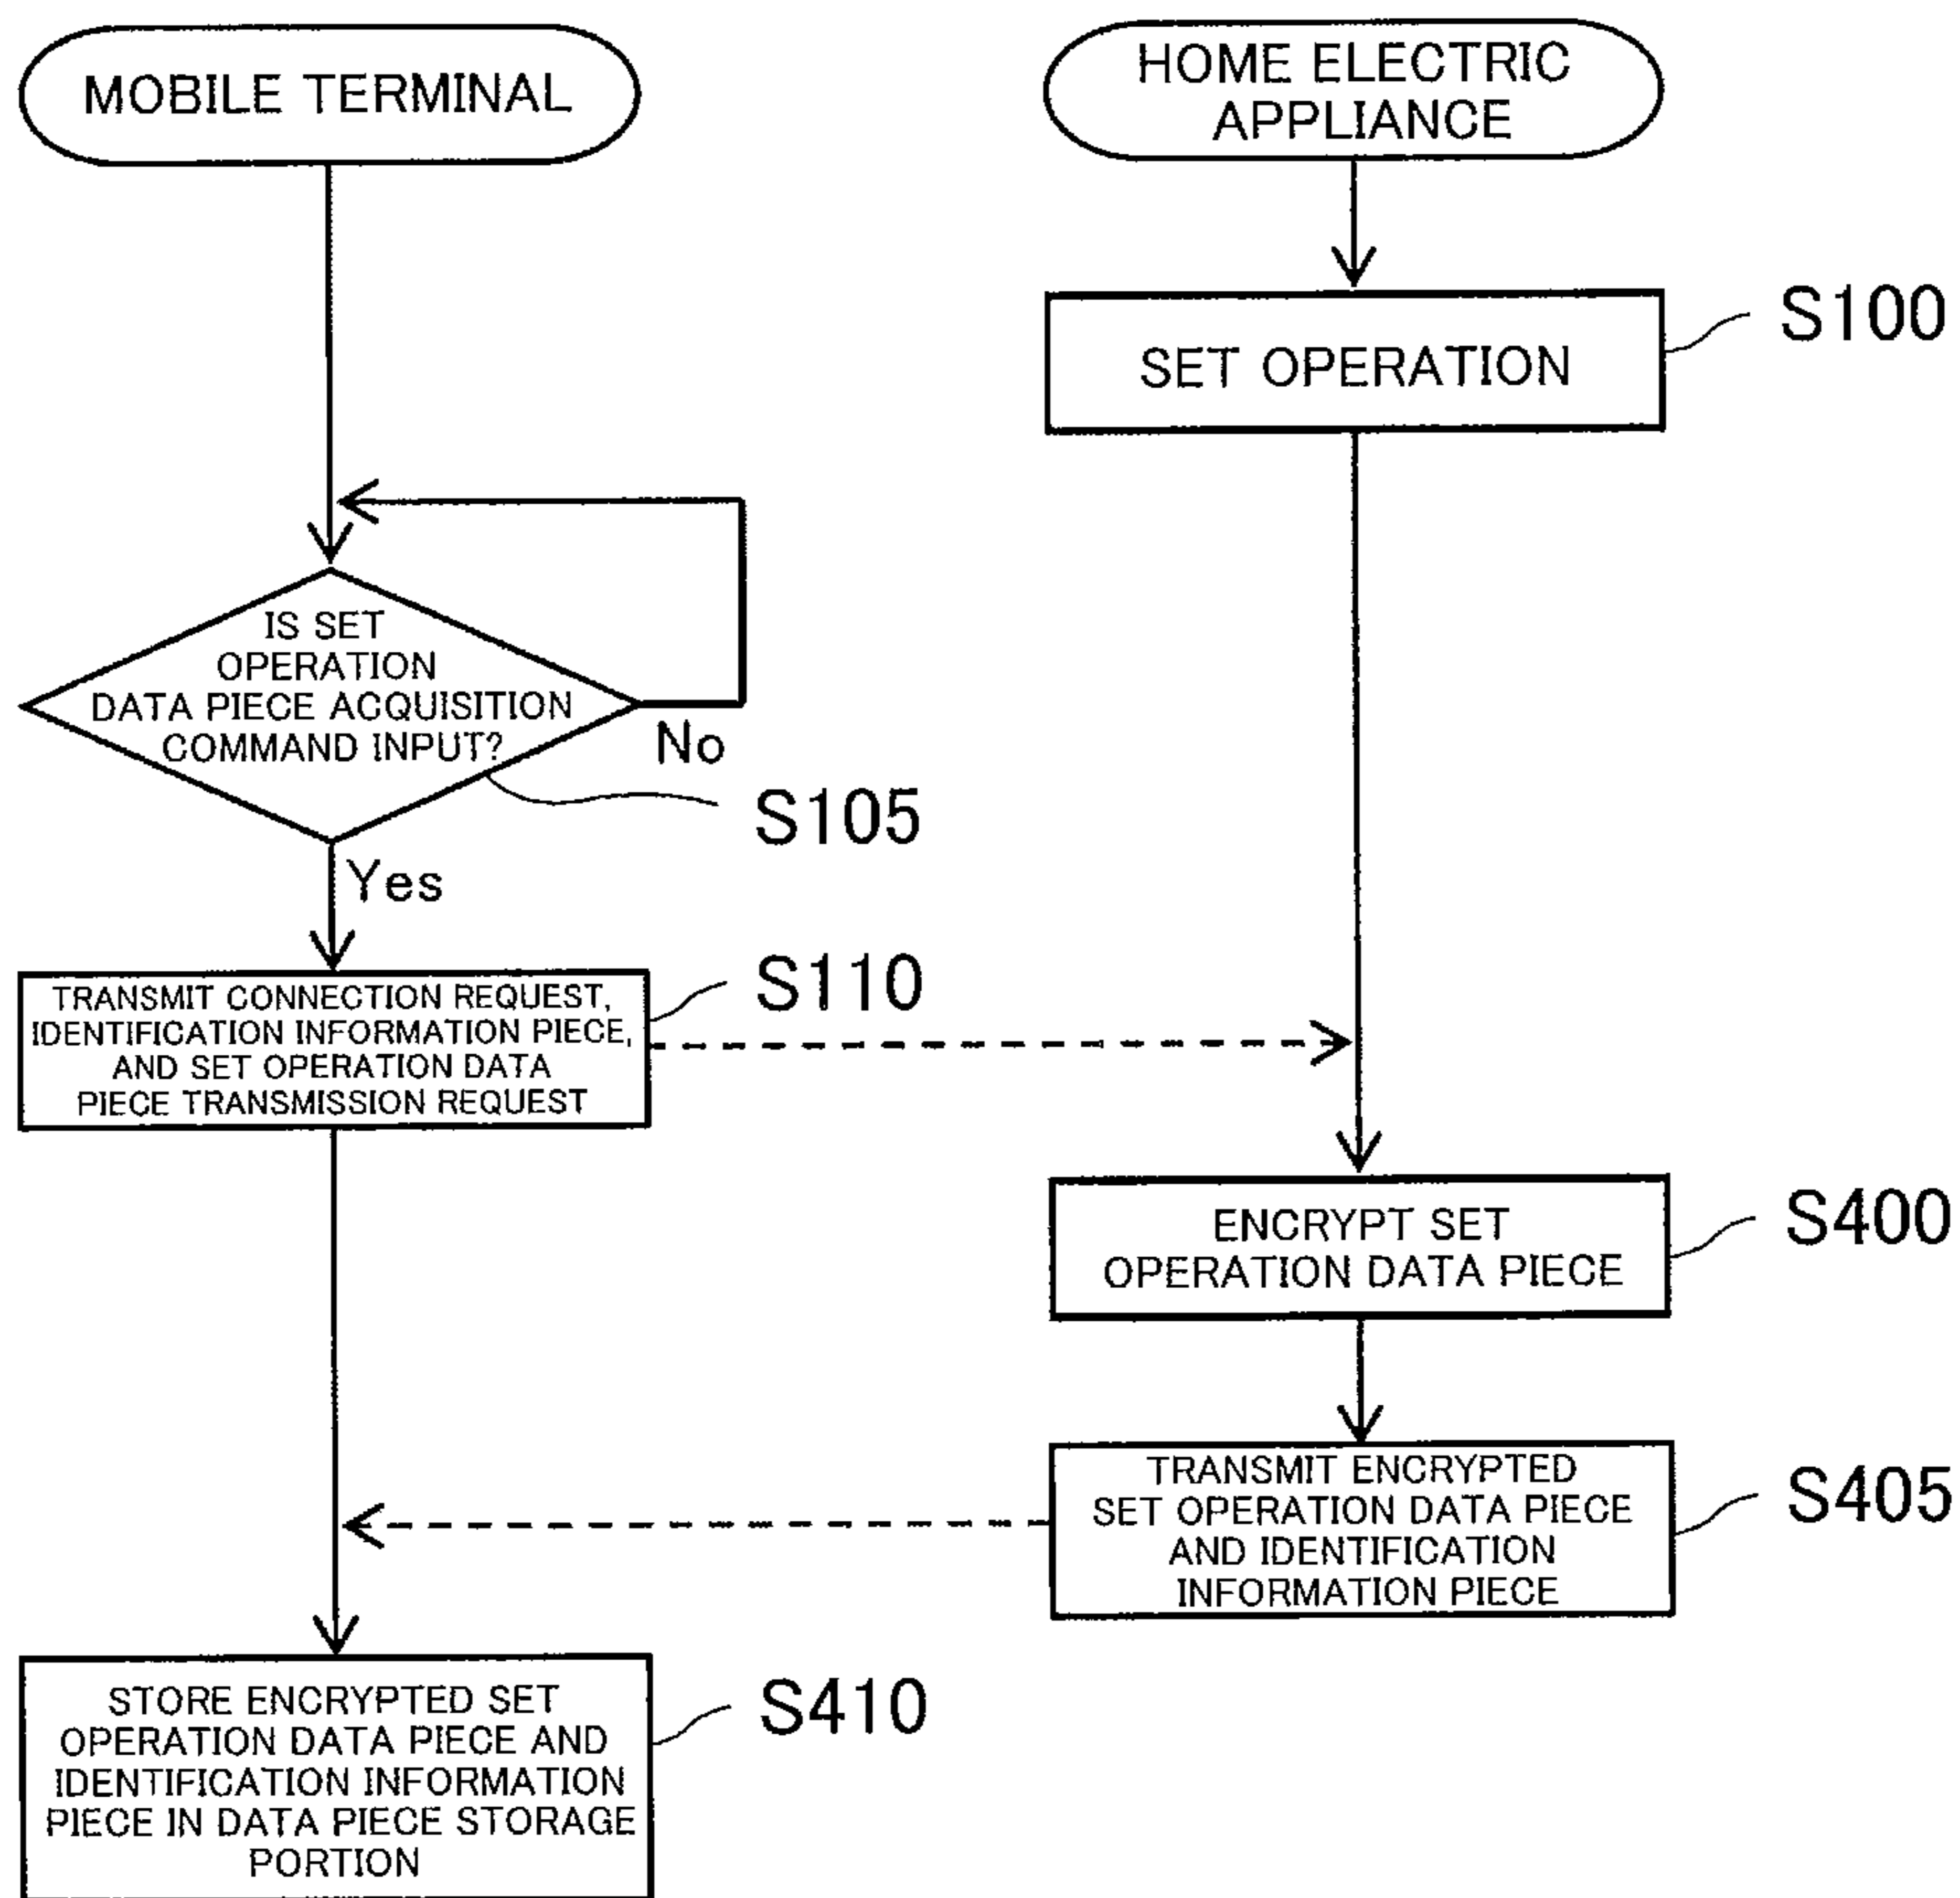 MOBILE TERMINAL
HOME ELECTRIC
APPLIANCE
SET OPERATION
S100
IS SET
OPERATION
DATA PIECE ACQUISITION
COMMAND INPUT?
No
S105
Yes
TRANSMIT CONNECTION REQUEST,
IDENTIFICATION INFORMATION PIECE,
AND SET OPERATION DATA
PIECE TRANSMISSION REQUEST
S110
ENCRYPT SET
OPERATION DATA PIECE
S400
TRANSMIT ENCRYPTED
SET OPERATION DATA PIECE
AND IDENTIFICATION
INFORMATION PIECE
S405
STORE ENCRYPTED SET
OPERATION DATA PIECE AND
IDENTIFICATION INFORMATION
PIECE IN DATA PIECE STORAGE
PORTION
S410